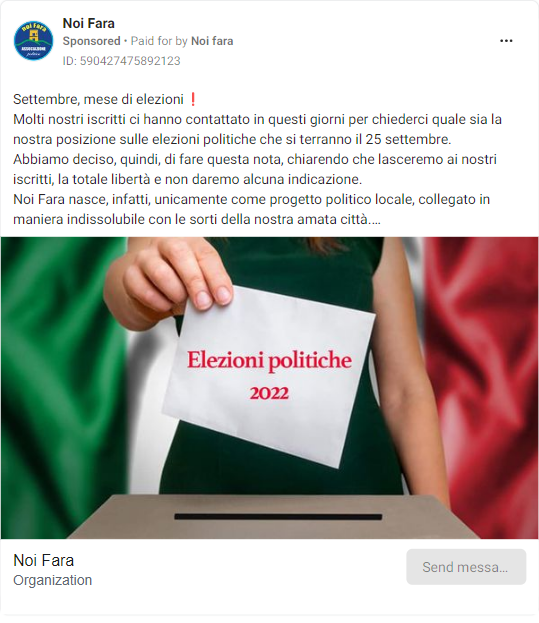 Noi Fara
Sponsored • Paid for by Noi fara
ID: 590427475892123
noi Fara
ASSOCIAZIONE
politica
Settembre, mese di elezioni❗
Molti nostri iscritti ci hanno contattato in questi giorni per chiederci quale sia la
nostra posizione sulle elezioni politiche che si terranno il 25 settembre.
Abbiamo deciso, quindi, di fare questa nota, chiarendo che lasceremo ai nostri
iscritti, la totale libertà e non daremo alcuna indicazione.
Noi Fara nasce, infatti, unicamente come progetto politico locale, collegato in
maniera indissolubile con le sorti della nostra amata città....
Elezioni politiche
2022
Noi Fara
Organization
Send messa...